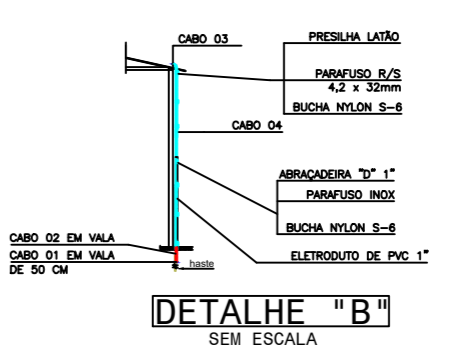 CABO 03
PRESILHA LATÃO
PARAFUSO R/S
4,2 x 32mm
BUCHA NYLON S-6
CABO 04
ABRAÇADEIRA "D" 1"
PARAFUSO INOX
BUCHA NYLON S-6
CABO 02 EM VALA
CABO 01 EM VALA
DE 50 CM
haste
ELETRODUTO DE PVC 1"
DETALHE "B"
SEM ESCALA